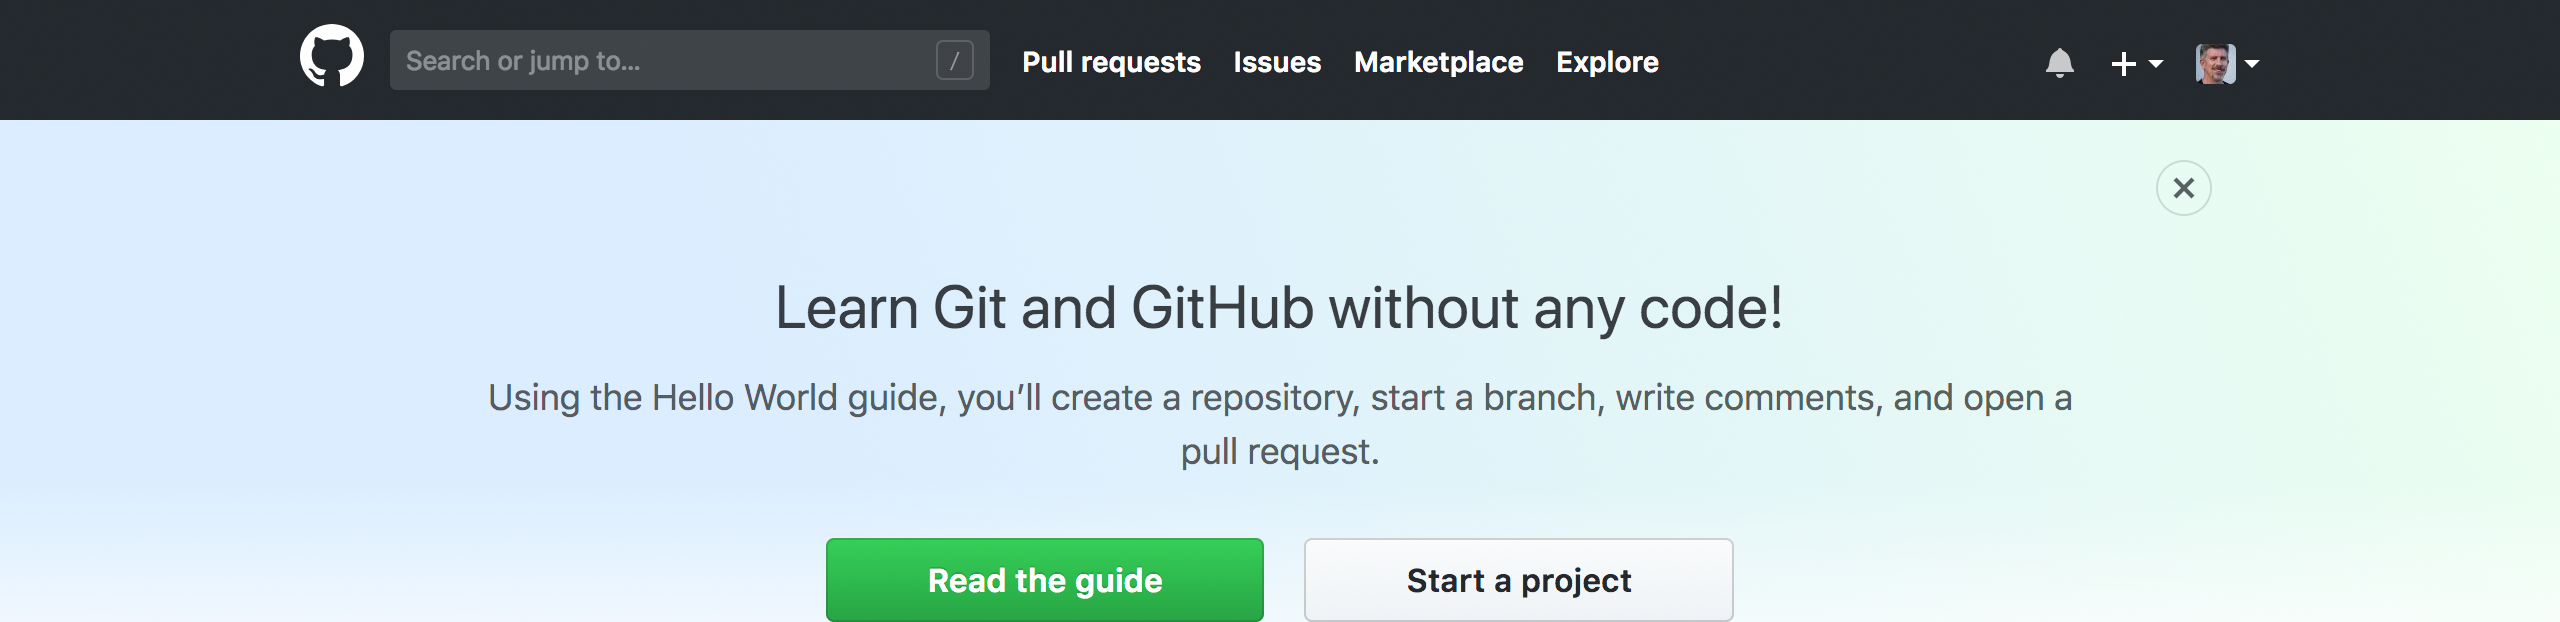 Search or jump to...
/
Pull requests
Issues
Marketplace
Explore
Learn Git and GitHub without any code!
Using the Hello World guide, you’ll create a repository, start a branch, write comments, and open a
pull request.
Read the guide
Start a project